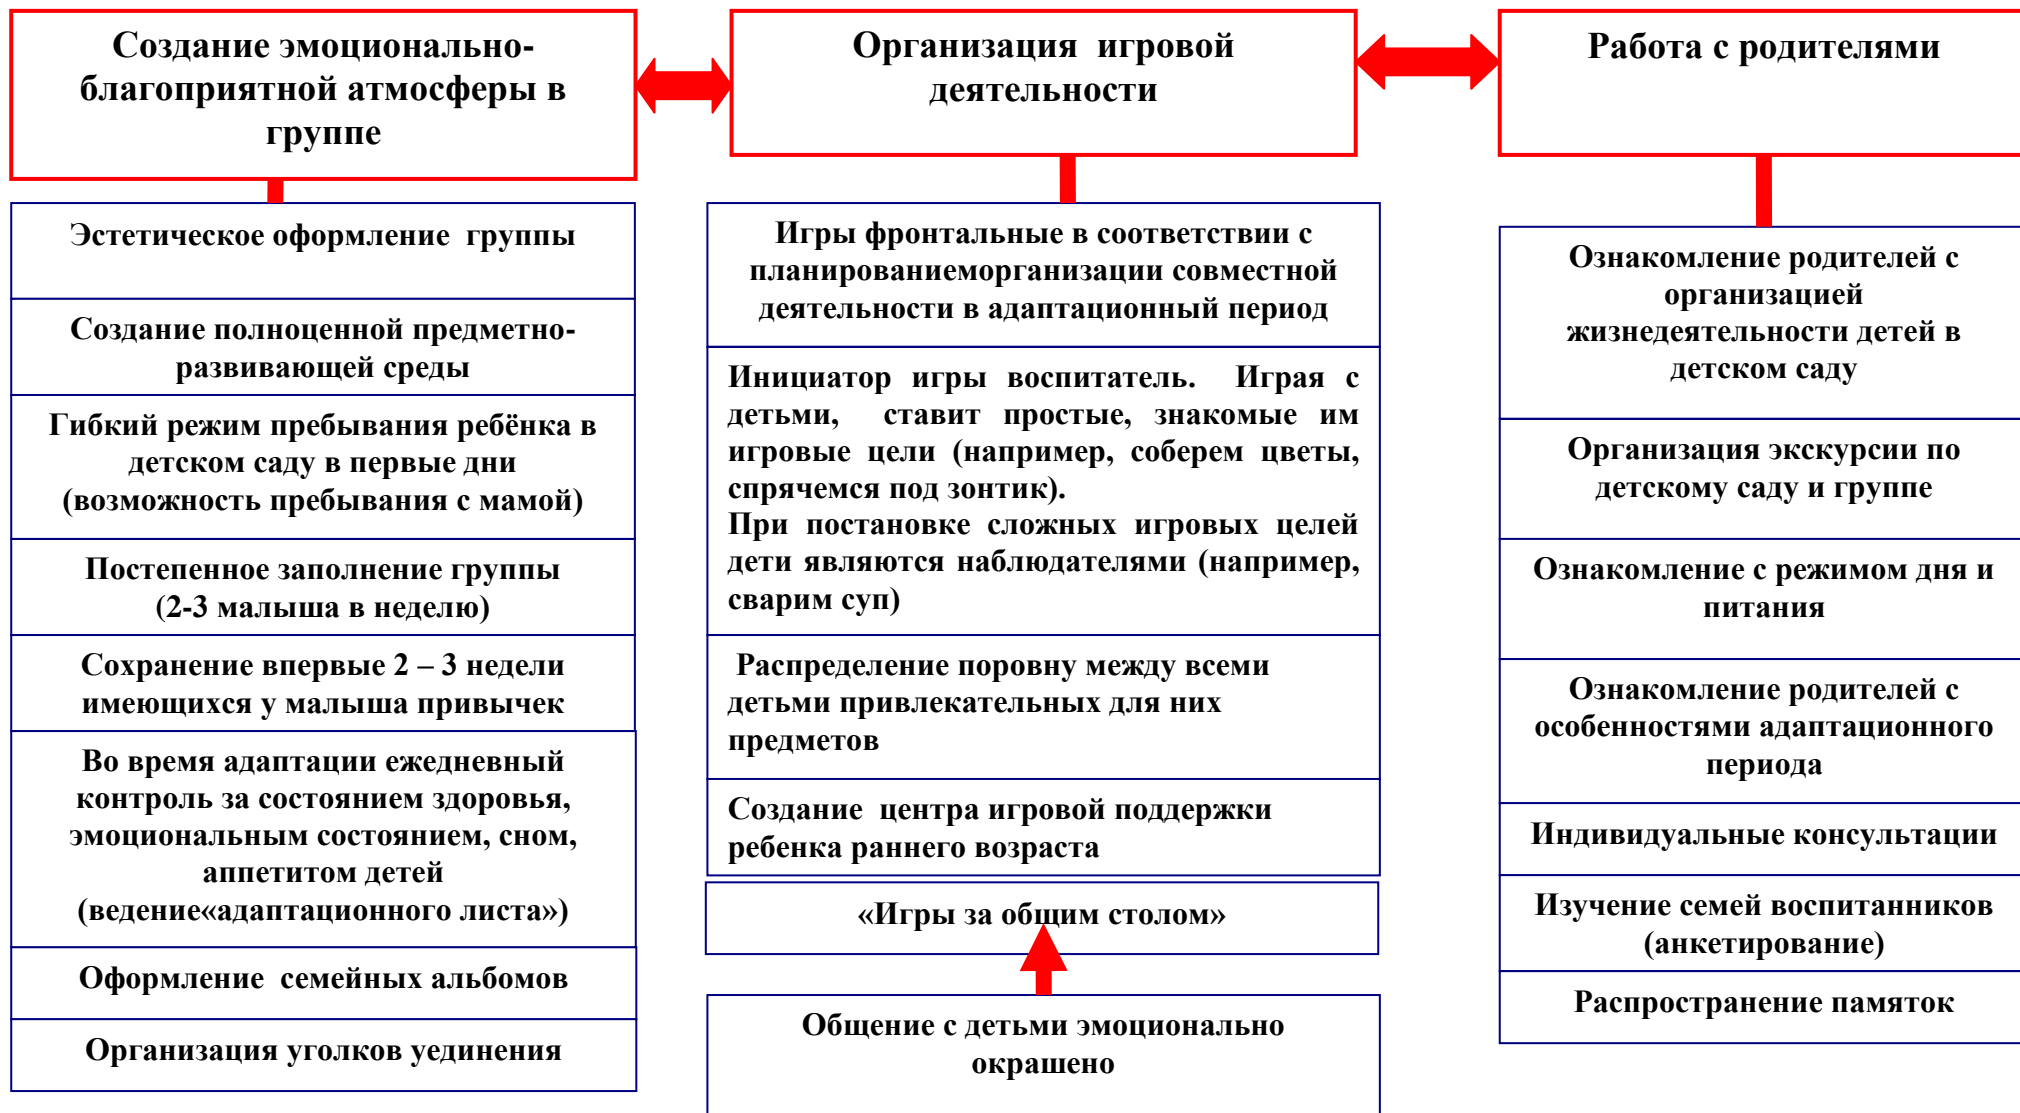 Создание эмоционально-
благоприятной атмосферы в
группе
Эстетическое оформление группы
Создание полноценной предметно-
развивающей среды
Гибкий режим пребывания ребёнка в
детском саду в первые дни
(возможность пребывания с мамой)
Постепенное заполнение группы
(2-3 малыша в неделю)
Сохранение впервые 2 – 3 недели
имеющихся у малыша привычек
Во время адаптации ежедневный
контроль за состоянием здоровья,
эмоциональным состоянием, сном,
аппетитом детей
(ведение«адаптационного листа»)
Оформление семейных альбомов
Организация уголков уединения
Организация игровой
деятельности
Игры фронтальные в соответствии с
планированиеморганизации совместной
деятельности в адаптационный период
Инициатор игры воспитатель. Играя с
детьми, ставит простые, знакомые им
игровые цели (например, соберем цветы,
спрячемся под зонтик).
При постановке сложных игровых целей
дети являются наблюдателями (например,
сварим суп)
Распределение поровну между всеми
детьми привлекательных для них
предметов
Создание центра игровой поддержки
ребенка раннего возраста
«Игры за общим столом»
Общение с детьми эмоционально
окрашено
Работа с родителями
Ознакомление родителей с
организацией
жизнедеятельности детей в
детском саду
Организация экскурсии по
детскому саду и группе
Ознакомление с режимом дня и
питания
Ознакомление родителей с
особенностями адаптационного
периода
Индивидуальные консультации
Изучение семей воспитанников
(анкетирование)
Распространение памяток